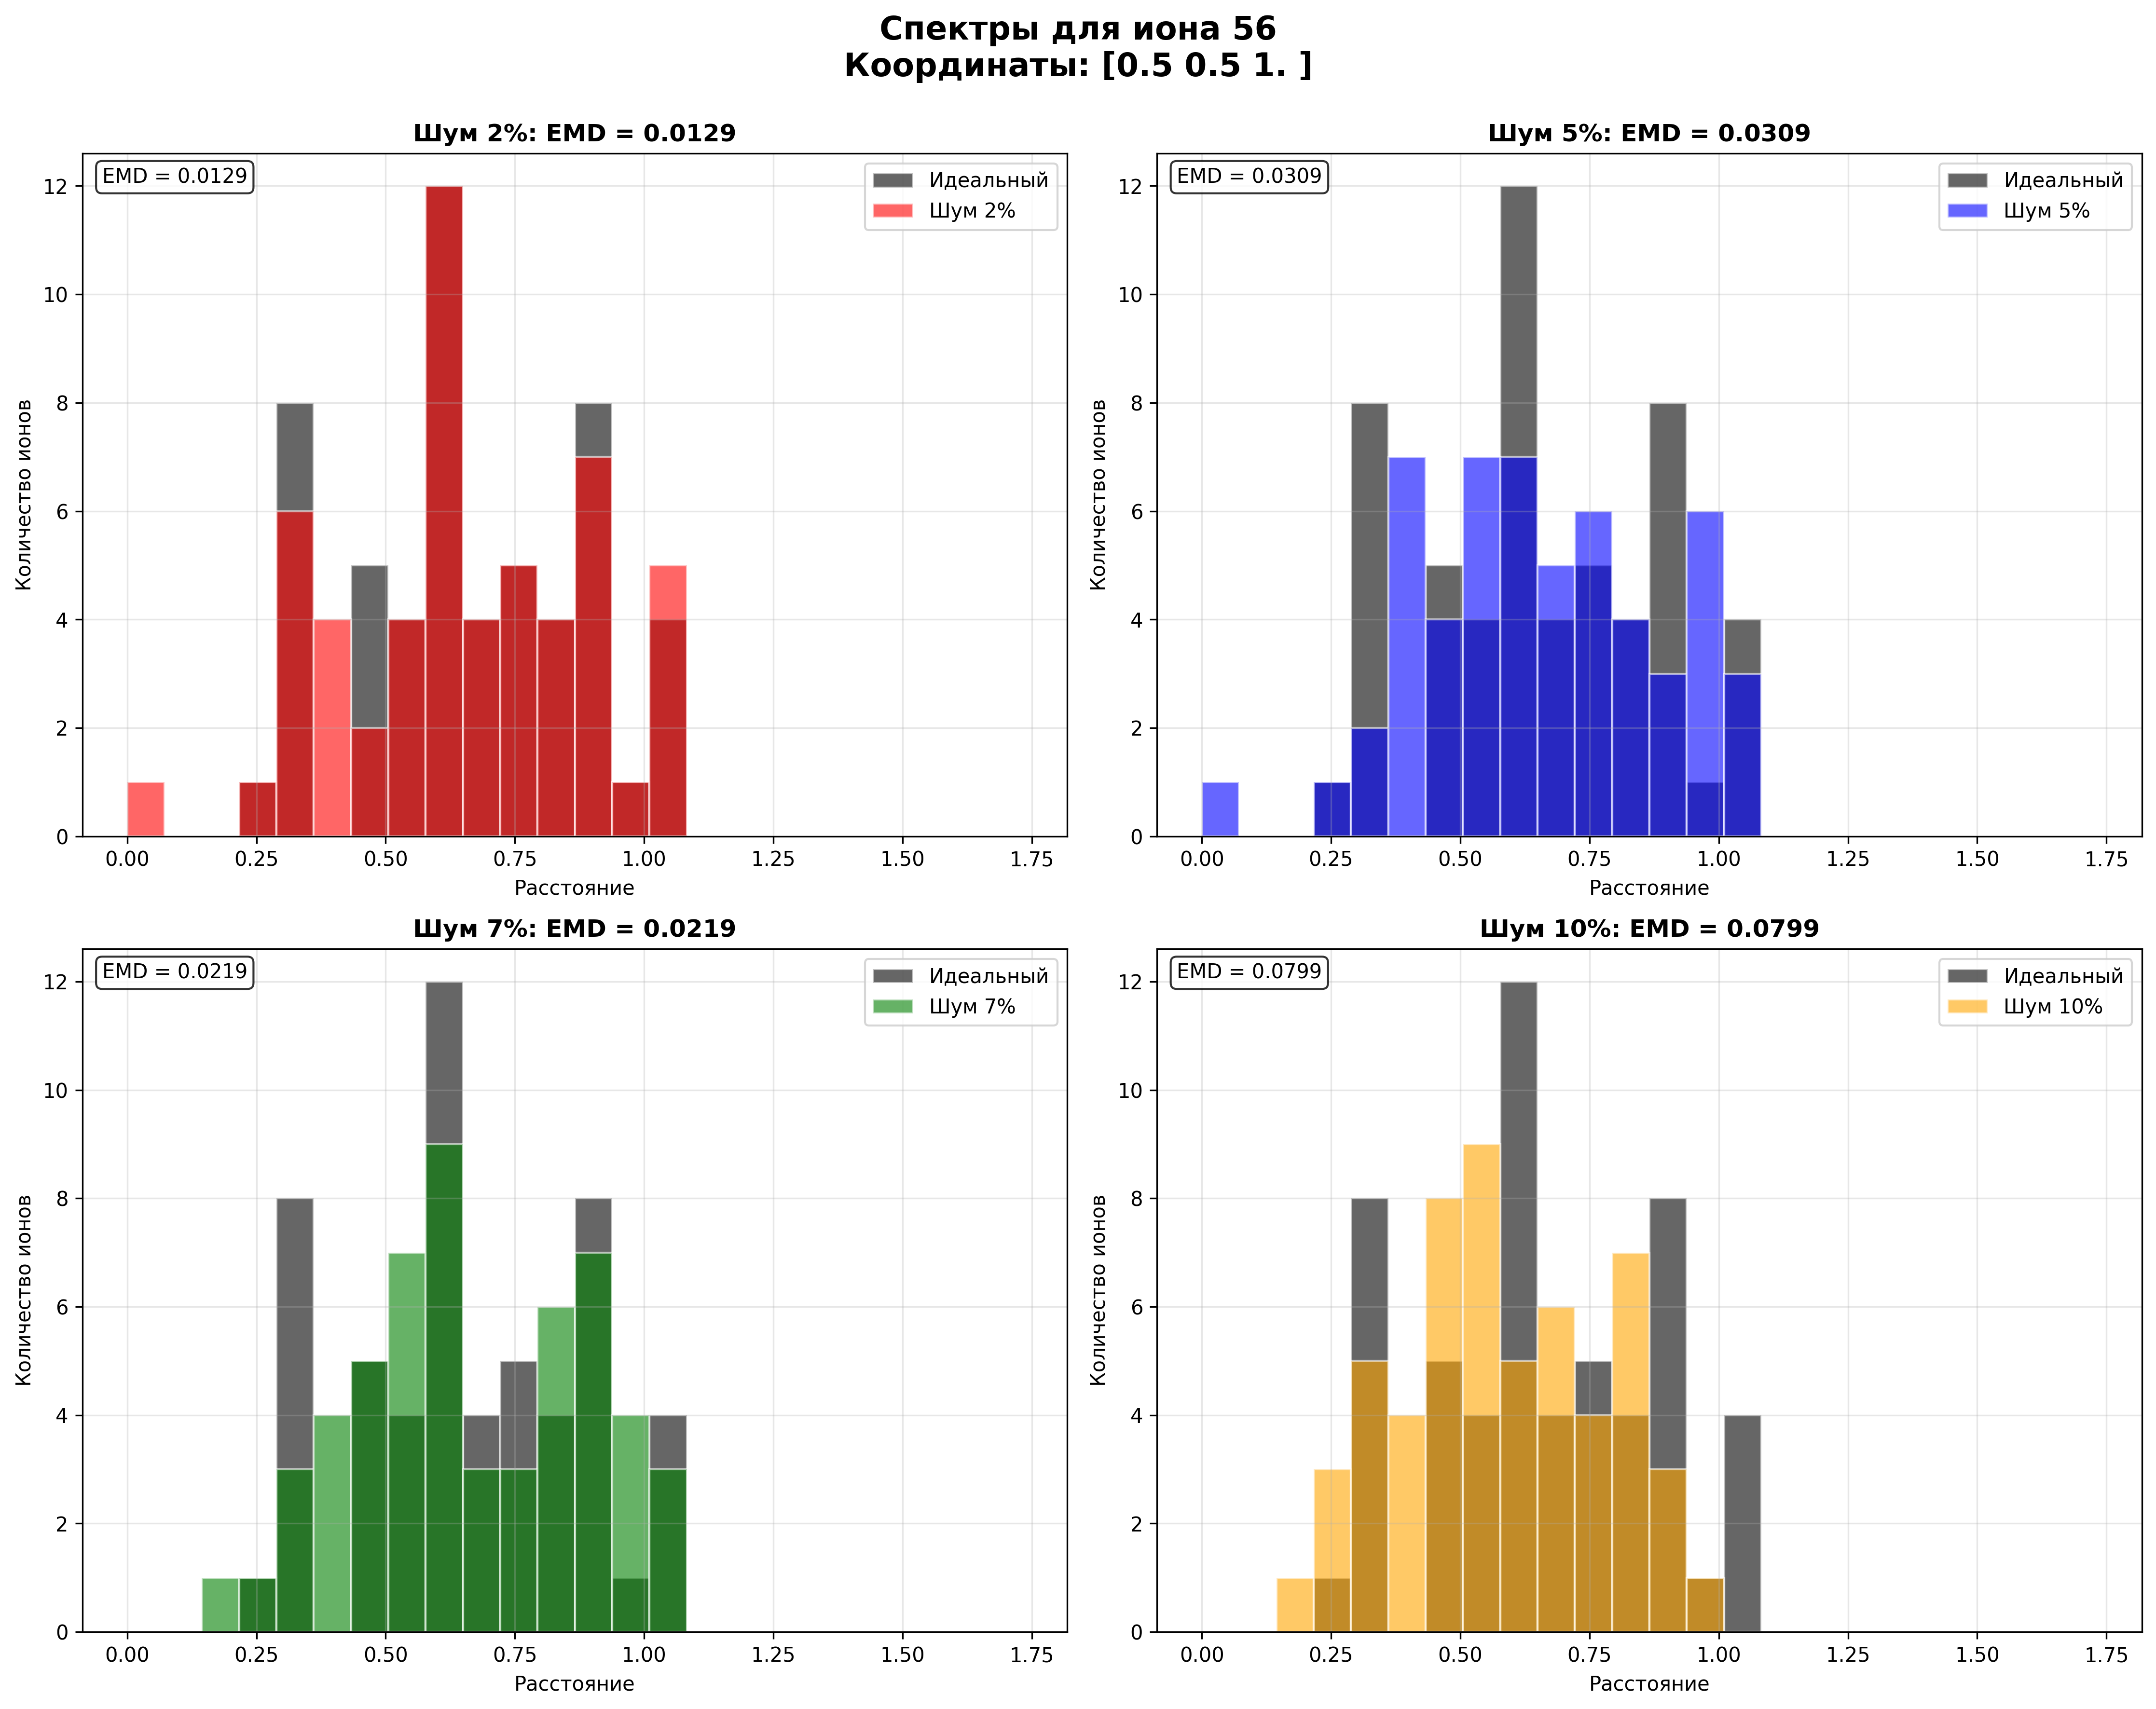 Спектры для иона 56
Координаты: [0.5 0.5 1. ]
Шум 2%: EMD = 0.0129
EMD = 0.0129
Идеальный
Шум 2%
12
10
8
6
4
2
0
Количество ионов
0.00 0.25 0.50 0.75 1.00 1.25 1.50 1.75
Расстояние
Шум 5%: EMD = 0.0309
EMD = 0.0309
Идеальный
Шум 5%
12
10
8
6
4
2
0
Количество ионов
0.00 0.25 0.50 0.75 1.00 1.25 1.50 1.75
Расстояние
Шум 7%: EMD = 0.0219
EMD = 0.0219
Идеальный
Шум 7%
12
10
8
6
4
2
0
Количество ионов
0.00 0.25 0.50 0.75 1.00 1.25 1.50 1.75
Расстояние
Шум 10%: EMD = 0.0799
EMD = 0.0799
Идеальный
Шум 10%
12
10
8
6
4
2
0
Количество ионов
0.00 0.25 0.50 0.75 1.00 1.25 1.50 1.75
Расстояние